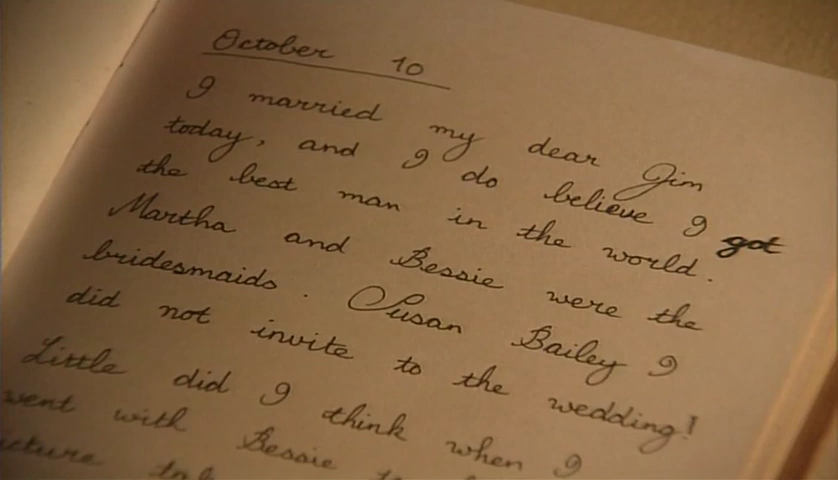 October 10
I married my dear Jim
today, and I do believe I got
the best man in the world.
Martha and Bessie were the
bridesmaids. Susan Bailey I
did not invite to the wedding!
Little did I think when I
went with Bessie